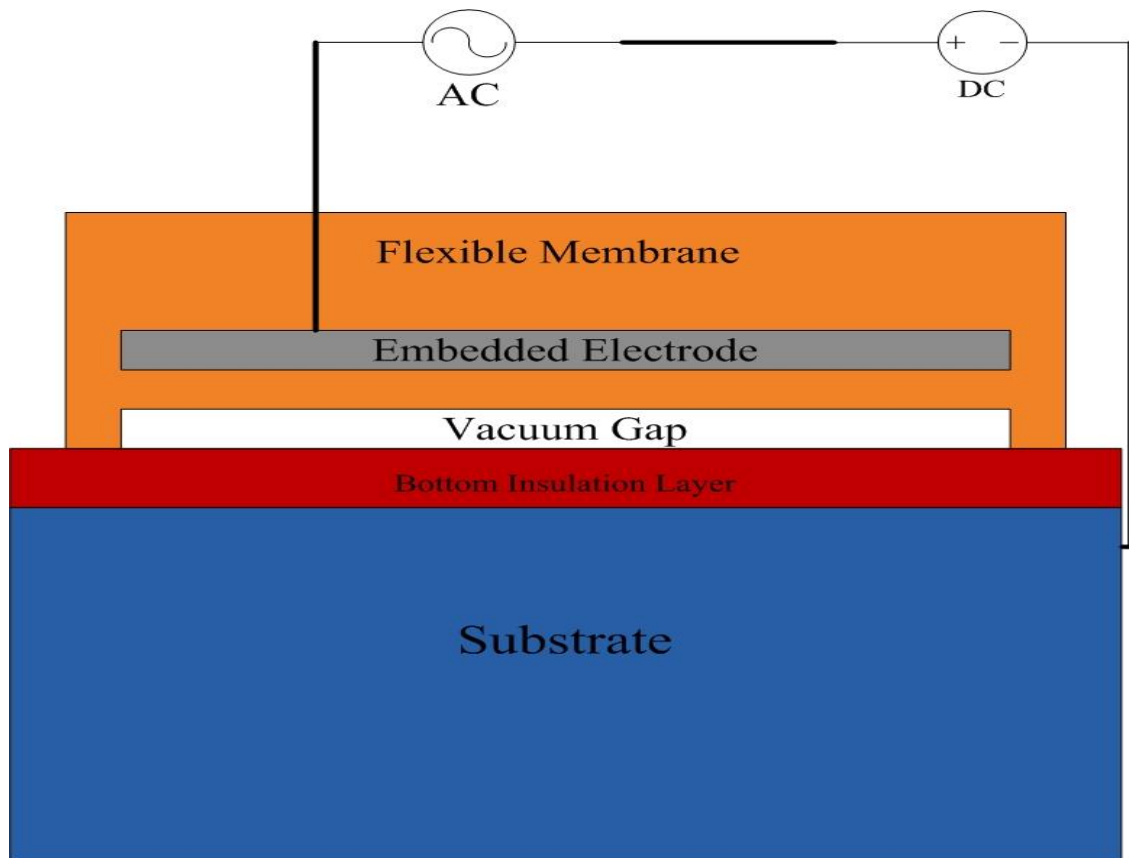 + −
AC
DC
Flexible Membrane
Embedded Electrode
Vacuum Gap
Bottom Insulation Layer
Substrate